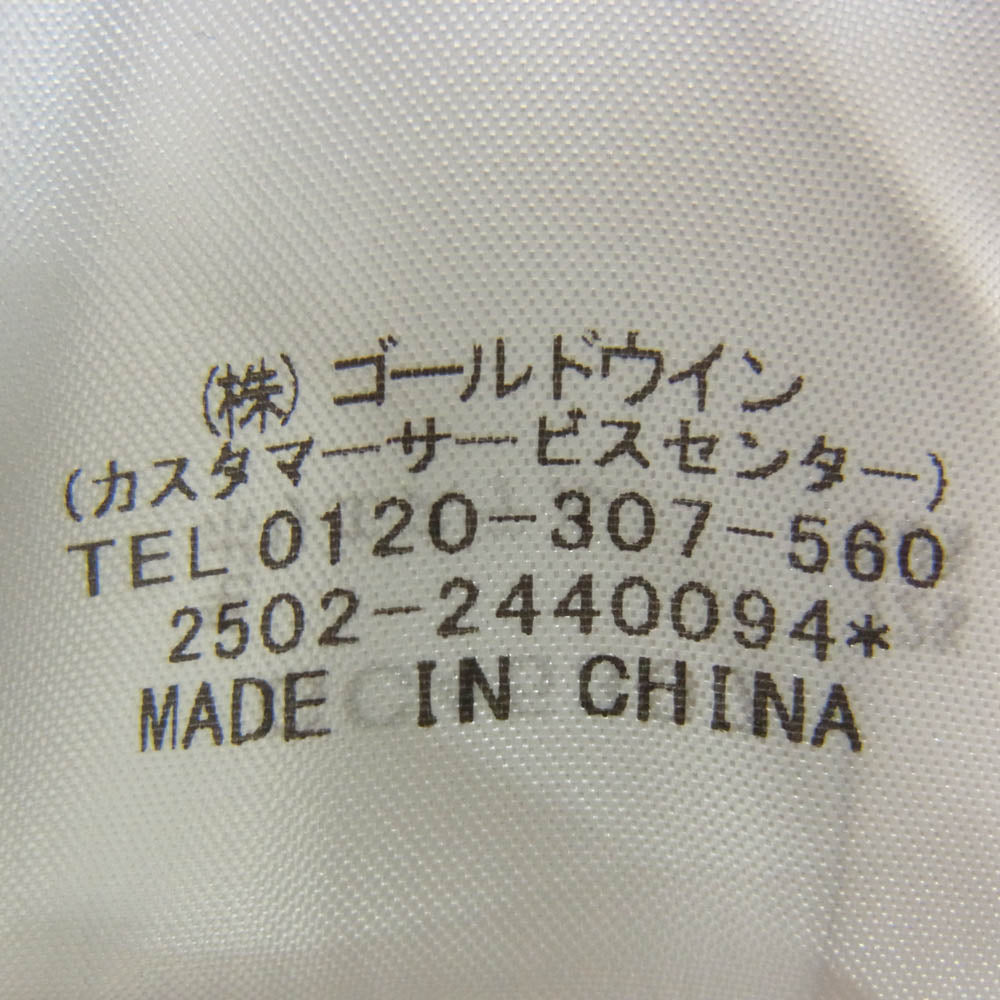 (株)ゴールドウイン
(カスタマーサービスセンター)
TEL 0120-307-560
2502-2440094*
MADE IN CHINA